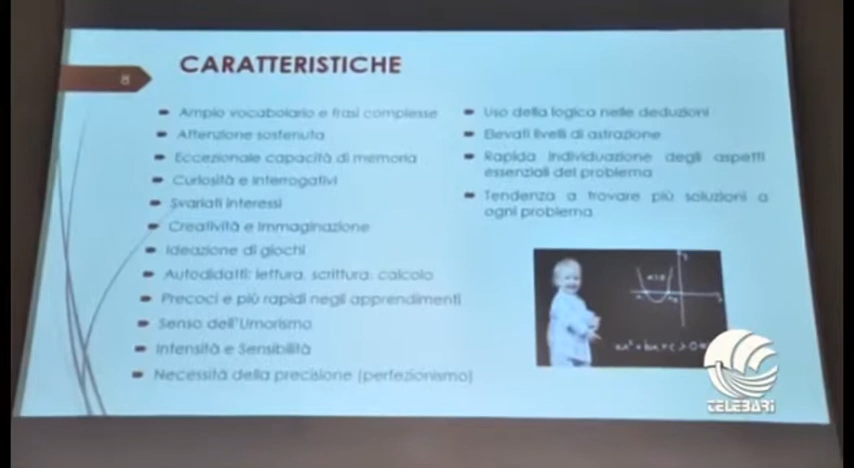 8
CARATTERISTICHE
Ampio vocabolario e frasi complesse
Attenzione sostenuta
Eccezionale capacità di memoria
Curiosità e interrogativi
Svariati interessi
Creatività e immaginazione
Ideazione di giochi
Autodidatti: lettura, scrittura, calcolo
Precoci e più rapidi negli apprendimenti
Senso dell'Umorismo
Intensità e Sensibilità
Necessità della precisione (perfezionismo)
Uso della logica nelle deduzioni
Elevati livelli di astrazione
Rapida individuazione degli aspetti
essenziali del problema
Tendenza a trovare più soluzioni a
ogni problema
TELEBARI